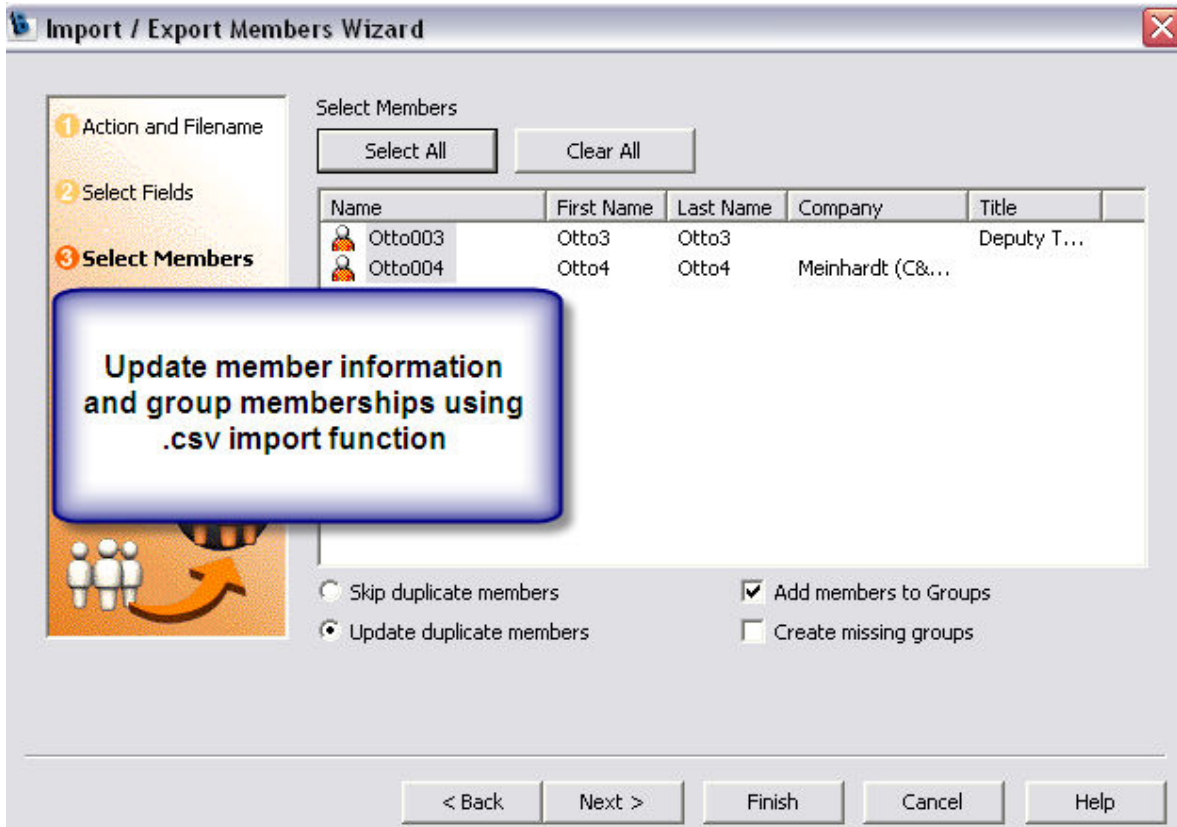 Import / Export Members Wizard
1 Action and Filename
2 Select Fields
3 Select Members
Select Members
Select All Clear All
Name First Name Last Name Company Title
Otto003 Otto3 Otto3 Deputy T...
Otto004 Otto4 Otto4 Meinhardt (C&...
Update member information
and group memberships using
.csv import function
Skip duplicate members Add members to Groups
Update duplicate members Create missing groups
< Back Next > Finish Cancel Help